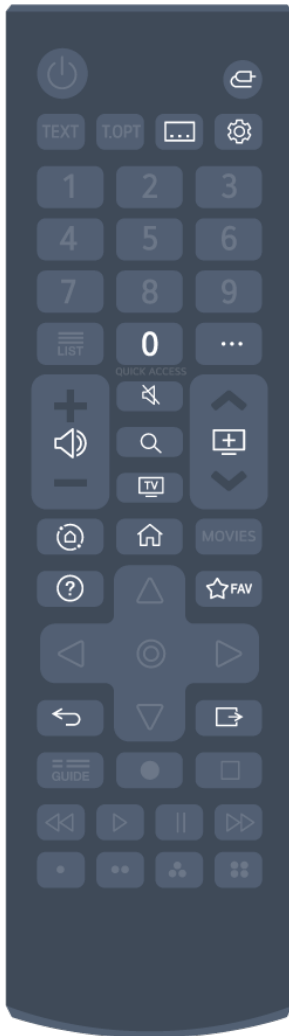 TEXT T.OPT
1 2 3
4 5 6
7 8 9
LIST 0 ...
QUICK ACCESS
TV
MOVIES
? FAV
GUIDE